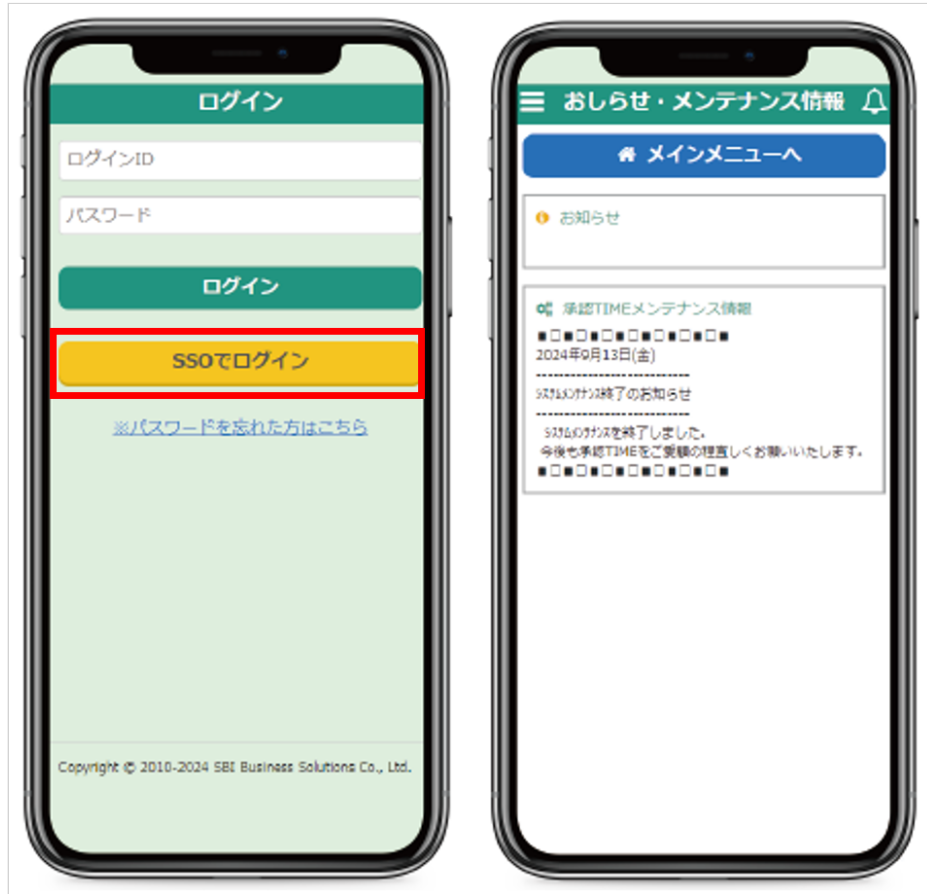 ログイン
ログインID
パスワード
ログイン
SSOでログイン
※パスワードを忘れた方はこちら
Copyright © 2010-2024 SBI Business Solutions Co., Ltd.
おしらせ・メンテナンス情報
メインメニューへ
お知らせ
承認TIMEメンテナンス情報
■□■□■□■□■□■□■□■
2024年9月13日(金)
----------------------------
ｼｽﾃﾑﾒﾝﾃﾅﾝｽ終了のお知らせ
----------------------------
ｼｽﾃﾑﾒﾝﾃﾅﾝｽを終了しました。
今後も承認TIMEをご愛顧の程宜しくお願いいたします。
■□■□■□■□■□■□■□■